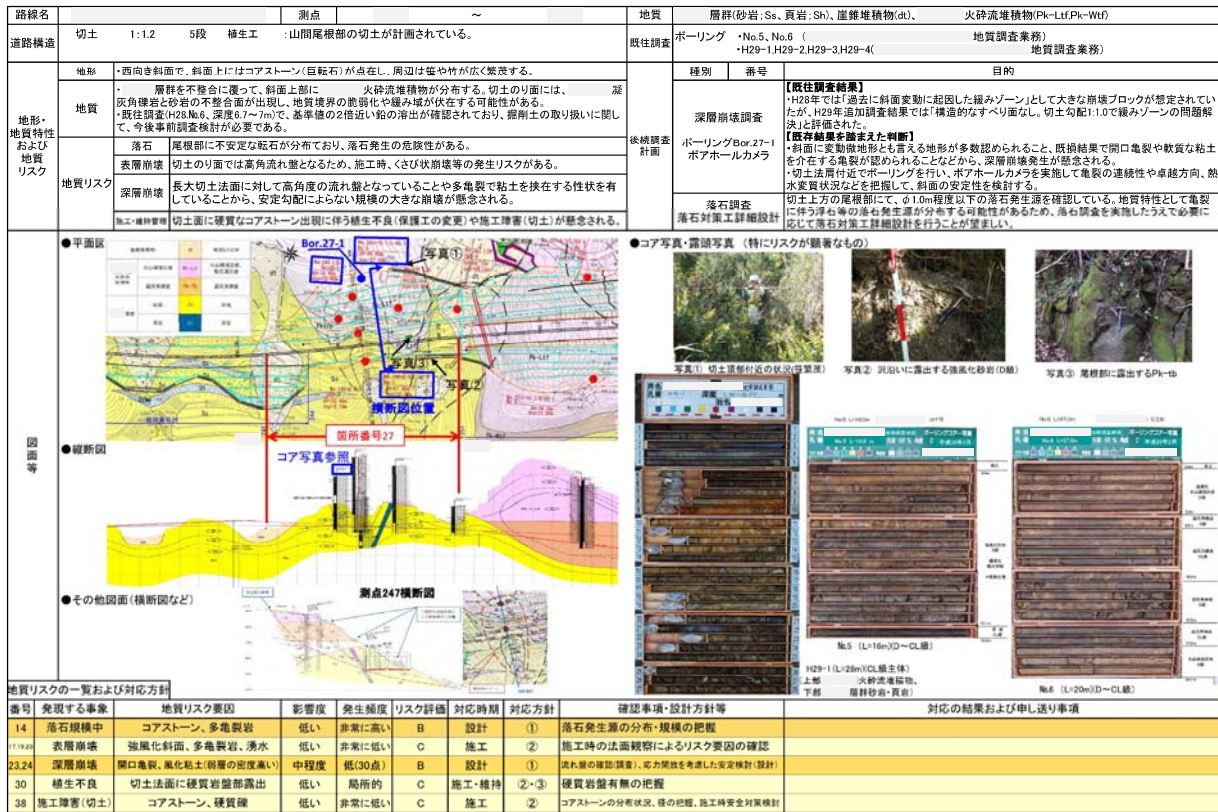 路線名
測点 ～
地質 層群(砂岩;Ss、頁岩;Sh)、崖錐堆積物(dt)、 火砕流堆積物(Pk-Ltf,Pk-Wtf)
道路構造
切土 1:1.2 5段 植生工 :山間尾根部の切土が計画されている。
既往調査
ボーリング ・No.5、No.6 ( 地質調査業務)
・H29-1,H29-2,H29-3,H29-4( 地質調査業務)
地形・地質特性および地質リスク
地形 ・西向き斜面で、斜面上にはコアストーン(巨転石)が点在し、周辺は笹や竹が広く繁茂する。
地質
・ 層群を不整合に覆って、斜面上部に 火砕流堆積物が分布する。切土のり面には、 凝
灰角礫岩と砂岩の不整合面が出現し、地質境界の脆弱化や緩み域が伏在する可能性がある。
・既往調査(H28.№6、深度6.7～7m)で、基準値の2倍近い鉛の溶出が確認されており、掘削土の取り扱いに関し
て、今後事前調査検討が必要である。
地質リスク
落石 尾根部に不安定な転石が分布しており、落石発生の危険性がある。
表層崩壊 切土のり面では高角流れ盤となるため、施工時、くさび状崩壊等の発生リスクがある。
深層崩壊
長大切土法面に対して高角度の流れ盤となっていることや多亀裂で粘土を挟在する性状を有
していることから、安定勾配によらない規模の大きな崩壊が懸念される。
施工・維持管理 切土面に硬質なコアストーン出現に伴う植生不良(保護工の変更)や施工障害(切土)が懸念される。
後続調査計画
種別 番号 目的
深層崩壊調査
ボーリングBor.27-1
ボアホールカメラ
【既往調査結果】
・H28年では「過去に斜面変動に起因した緩みゾーン」として大きな崩壊ブロックが想定されてい
たが、H29年追加調査結果では「構造的なすべり面なし。切土勾配1:1.0で緩みゾーンの問題解
決」と評価された。
【既存結果を踏まえた判断】
・斜面に変動微地形とも言える地形が多数認められること、既掘結果で開口亀裂や軟質な粘土
を介在する亀裂が認められることなどから、深層崩壊発生が懸念される。
・切土法肩付近でボーリングを行い、ボアホールカメラを実施して亀裂の連続性や卓越方向、熱
水変質状況などを把握して、斜面の安定性を検討する。
落石調査
落石対策工詳細設計
切土上方の尾根にて、φ1.0m程度以下の落石発生源を確認している。地質特性として亀裂
に伴う浮石等の落石発生源が分布する可能性があるため、落石調査を実施したうえで必要に
応じて落石対策工詳細設計を行うことが望ましい。
図面等
●平面図
Bor.27-1
写真①
写真③
写真②
横断図位置
箇所番号27
●縦断図
コア写真参照
●その他図面(横断図など)
測点247横断図
●コア写真・露頭写真 (特にリスクが顕著なもの)
写真① 切土頂部付近の状況(笹繁茂)
写真② 沢沿いに露出する強風化砂岩(D級)
写真③ 尾根部に露出するPk-tb
№5 (L=16m)(D～CL級)
H29-1(L=28m)(CL級主体)
(上部 火砕流堆積物、
下部 層群砂岩・頁岩)
№6 (L=20m)(D～CL級)
地質リスクの一覧および対応方針
番号 発現する事象 地質リスク要因 影響度 発生頻度 リスク評価 対応時期 対応方針 確認事項・設計方針等 対応の結果および申し送り事項
14 落石規模中 コアストーン、多亀裂岩 低い 非常に高い B 設計 ① 落石発生源の分布・規模の把握
表層崩壊 強風化斜面、多亀裂岩、湧水 低い 非常に低い C 施工 ② 施工時の法面観察によるリスク要因の確認
23,24 深層崩壊 開口亀裂、風化粘土(弱層の密度高い) 中程度 低(30点) B 設計 ① 流れ盤の確認(調査)、応力開放を考慮した安定検討(設計)
30 植生不良 切土法面に硬質岩盤部露出 低い 局所的 C 施工・維持 ②・③ 硬質岩盤有無の把握
38 施工障害(切土) コアストーン、硬質礫 低い 非常に低い C 施工 ② コアストーンの分布状況、径の把握、施工時安全対策検討